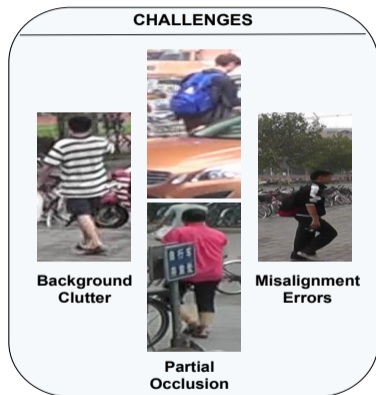 CHALLENGES
Background
Clutter
Misalignment
Errors
Partial
Occlusion